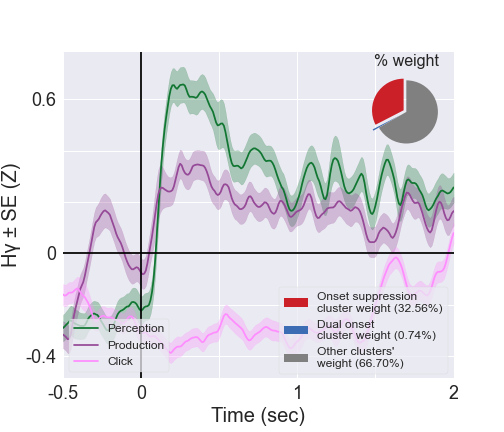 % weight
Hγ ± SE (Z)
0.6
0
-0.4
Perception
Production
Click
Onset suppression
cluster weight (32.56%)
Dual onset
cluster weight (0.74%)
Other clusters'
weight (66.70%)
-0.5
0
1
2
Time (sec)